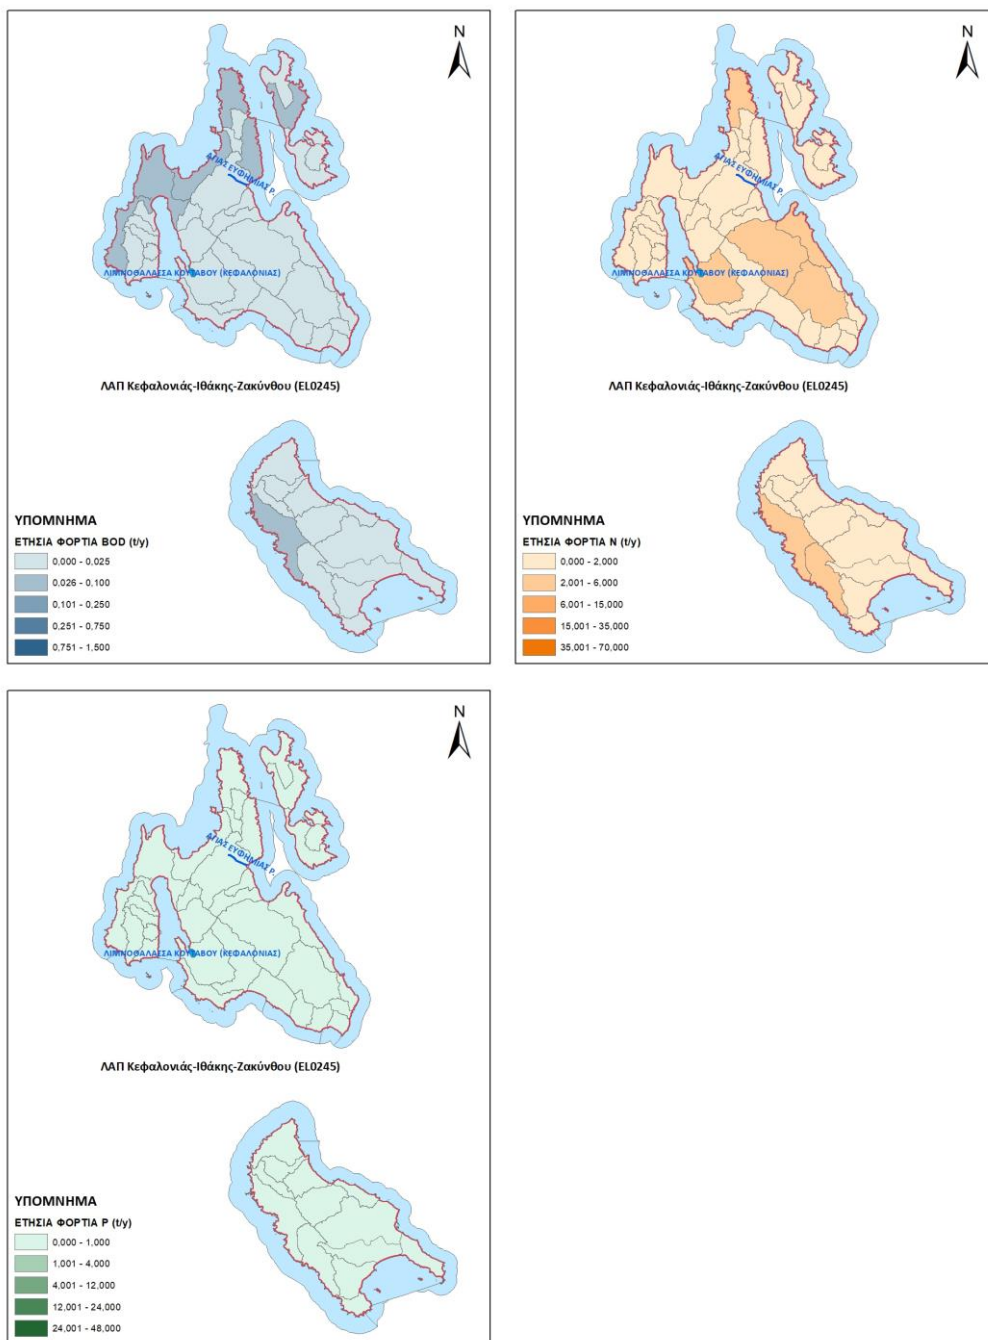 N
ΑΓΙΑΣ ΕΥΦΗΜΙΑΣ Ρ.
ΛΙΜΝΟΘΑΛΑΣΣΑ ΚΟΥΤΑΒΟΥ (ΚΕΦΑΛΟΝΙΑΣ)
ΛΑΠ Κεφαλονιάς-Ιθάκης-Ζακύνθου (EL0245)
ΥΠΟΜΝΗΜΑ
ΕΤΗΣΙΑ ΦΟΡΤΙΑ BOD (t/y)
0,000 - 0,025
0,026 - 0,100
0,101 - 0,250
0,251 - 0,750
0,751 - 1,500
N
ΑΓΙΑΣ ΕΥΦΗΜΙΑΣ Ρ.
ΛΙΜΝΟΘΑΛΑΣΣΑ ΚΟΥΤΑΒΟΥ (ΚΕΦΑΛΟΝΙΑΣ)
ΛΑΠ Κεφαλονιάς-Ιθάκης-Ζακύνθου (EL0245)
ΥΠΟΜΝΗΜΑ
ΕΤΗΣΙΑ ΦΟΡΤΙΑ N (t/y)
0,000 - 2,000
2,001 - 6,000
6,001 - 15,000
15,001 - 35,000
35,001 - 70,000
N
ΑΓΙΑΣ ΕΥΦΗΜΙΑΣ Ρ.
ΛΙΜΝΟΘΑΛΑΣΣΑ ΚΟΥΤΑΒΟΥ (ΚΕΦΑΛΟΝΙΑΣ)
ΛΑΠ Κεφαλονιάς-Ιθάκης-Ζακύνθου (EL0245)
ΥΠΟΜΝΗΜΑ
ΕΤΗΣΙΑ ΦΟΡΤΙΑ P (t/y)
0,000 - 1,000
1,001 - 4,000
4,001 - 12,000
12,001 - 24,000
24,001 - 48,000